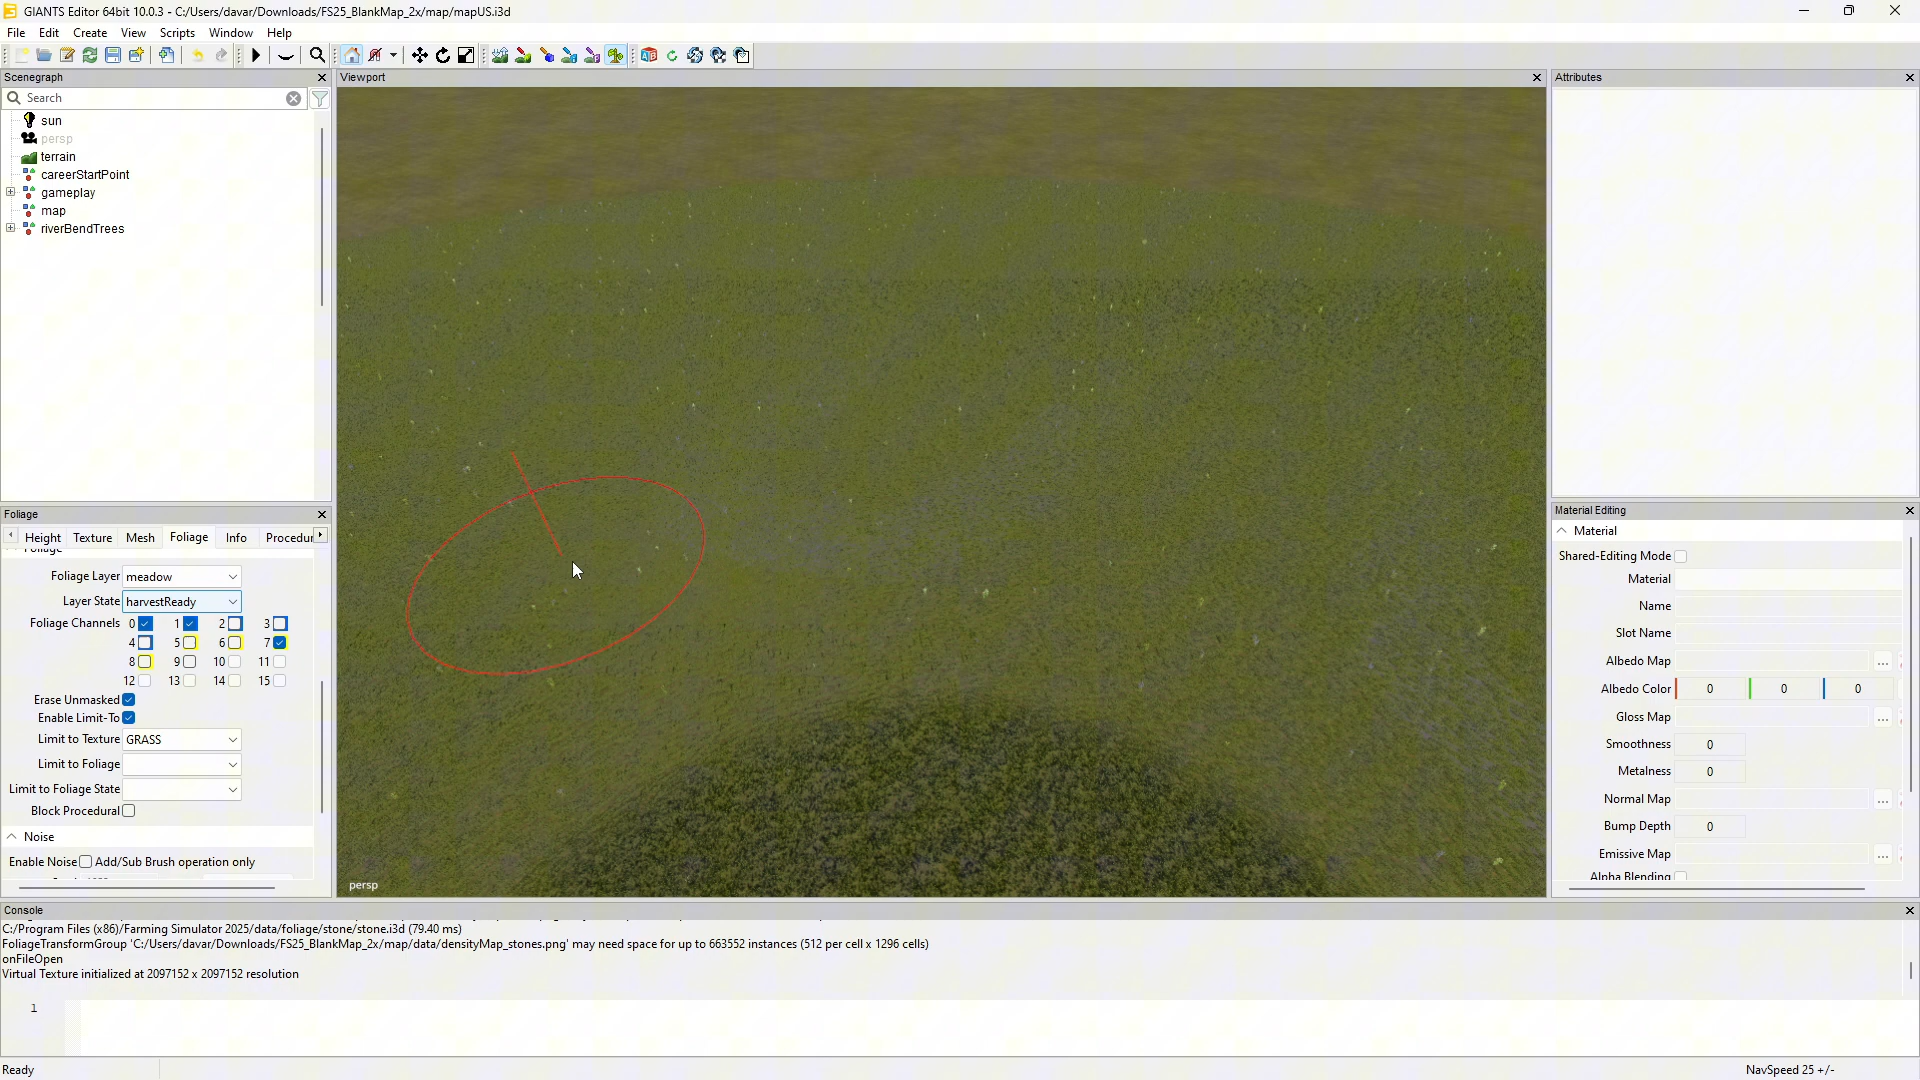 GIANTS Editor 64bit 10.0.3 - C:/Users/davar/Downloads/FS25_BlankMap_2x/map/mapUS.i3d
File Edit Create View Scripts Window Help
Scenegraph
Viewport
Attributes
Search
sun
persp
terrain
careerStartPoint
gameplay
map
riverBendTrees
Foliage
Height Texture Mesh Foliage Info Procedur
Foliage Layer meadow
Layer State harvestReady
Foliage Channels 0 1 2 3
4 5 6 7
8 9 10 11
12 13 14 15
Erase Unmasked
Enable Limit-To
Limit to Texture GRASS
Limit to Foliage
Limit to Foliage State
Block Procedural
Noise
Enable Noise Add/Sub Brush operation only
persp
Material Editing
Material
Shared-Editing Mode
Material
Name
Slot Name
Albedo Map ...
Albedo Color 0 0 0
Gloss Map ...
Smoothness 0
Metalness 0
Normal Map ...
Bump Depth 0
Emissive Map ...
Alpha Blending
Console
C:/Program Files (x86)/Farming Simulator 2025/data/foliage/stone/stone.i3d (79.40 ms)
FoliageTransformGroup 'C:/Users/davar/Downloads/FS25_BlankMap_2x/map/data/densityMap_stones.png' may need space for up to 663552 instances (512 per cell x 1296 cells)
onFileOpen
Virtual Texture initialized at 2097152 x 2097152 resolution
1
Ready
NavSpeed 25 +/-